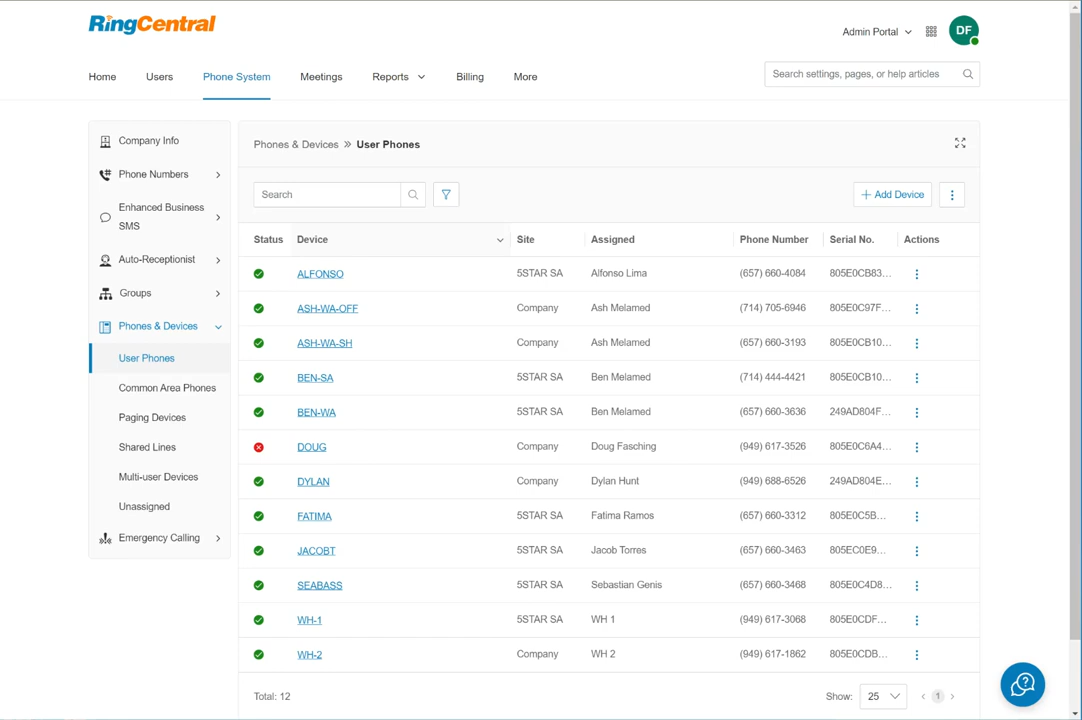 RingCentral
Admin Portal
DF
Home Users Phone System Meetings Reports Billing More
Search settings, pages, or help articles
Company Info
Phone Numbers
Enhanced Business
SMS
Auto-Receptionist
Groups
Phones & Devices
User Phones
Common Area Phones
Paging Devices
Shared Lines
Multi-user Devices
Unassigned
Emergency Calling
Phones & Devices » User Phones
Search
+ Add Device
Status Device Site Assigned Phone Number Serial No. Actions
ALFONSO 5STAR SA Alfonso Lima (657) 660-4084 805E0CB83...
ASH-WA-OFF Company Ash Melamed (714) 705-6946 805E0C97F...
ASH-WA-SH Company Ash Melamed (657) 660-3193 805E0CB10...
BEN-SA 5STAR SA Ben Melamed (714) 444-4421 805E0CB10...
BEN-WA 5STAR SA Ben Melamed (657) 660-3636 249AD804F...
DOUG Company Doug Fasching (949) 617-3526 805E0C6A4...
DYLAN Company Dylan Hunt (949) 688-6526 249AD804E...
FATIMA 5STAR SA Fatima Ramos (657) 660-3312 805E0C5B...
JACOBT 5STAR SA Jacob Torres (657) 660-3463 805EC0E9...
SEABASS 5STAR SA Sebastian Genis (657) 660-3468 805E0C4D8...
WH-1 5STAR SA WH 1 (949) 617-3068 805E0CDF...
WH-2 Company WH 2 (949) 617-1862 805E0CDB...
Total: 12
Show: 25 1